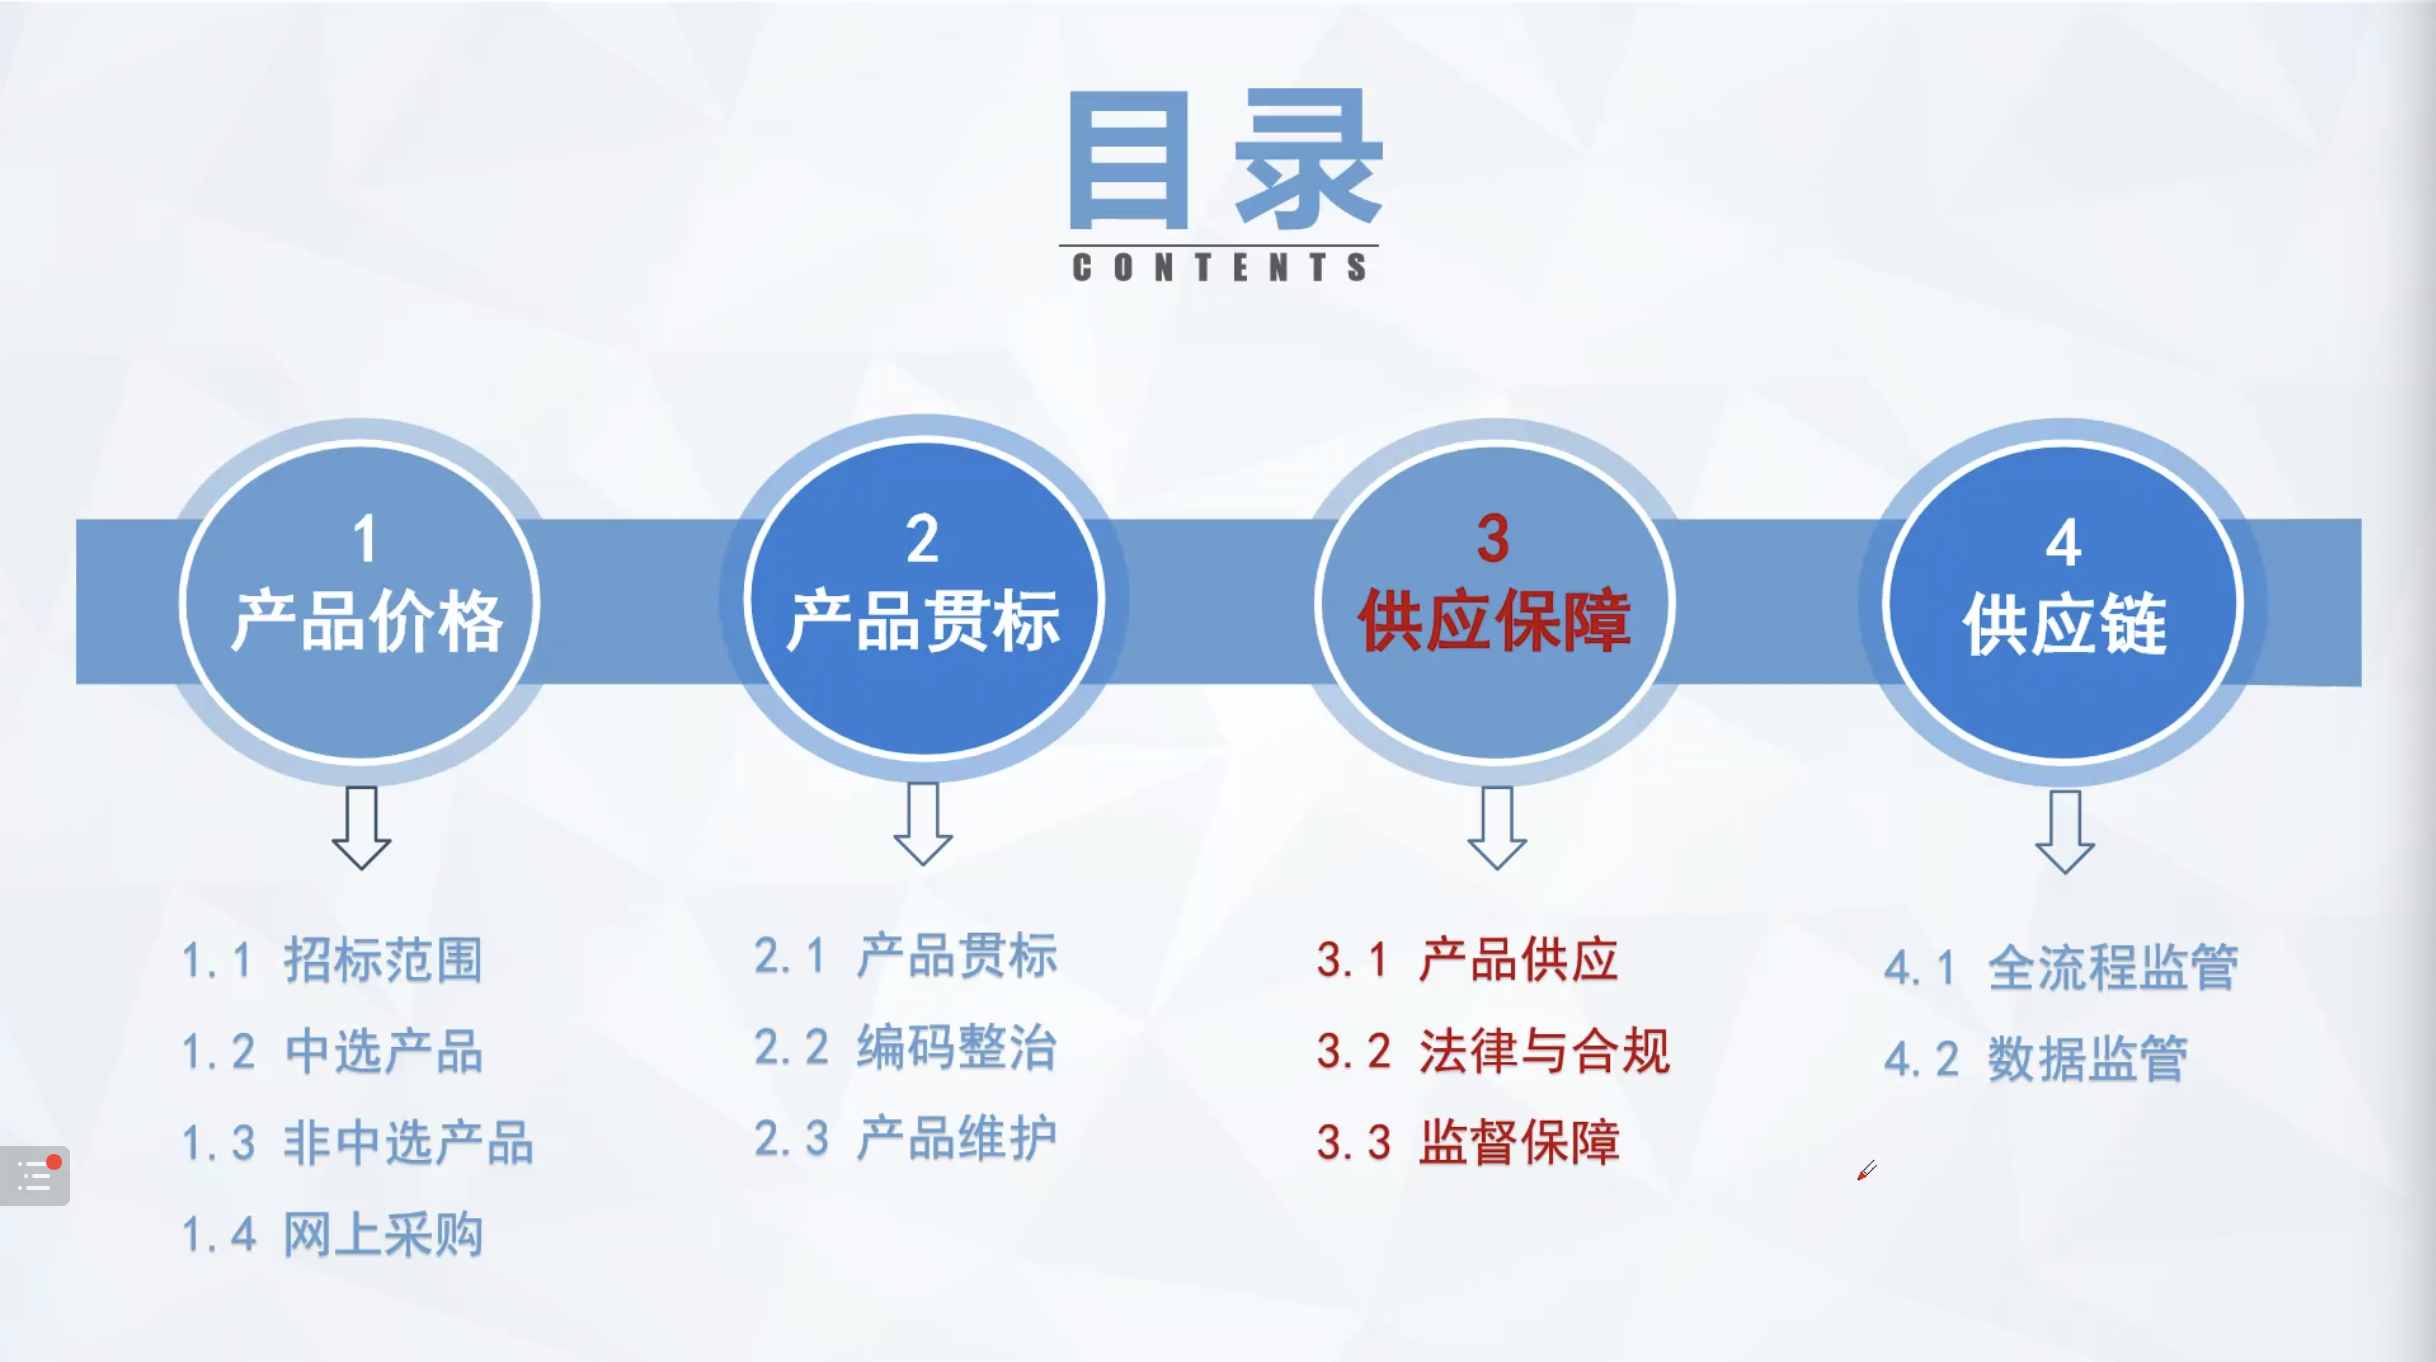 目录
CONTENTS
1
产品价格
2
产品贯标
3
供应保障
4
供应链
1.1 招标范围
1.2 中选产品
1.3 非中选产品
1.4 网上采购
2.1 产品贯标
2.2 编码整治
2.3 产品维护
3.1 产品供应
3.2 法律与合规
3.3 监督保障
4.1 全流程监管
4.2 数据监管